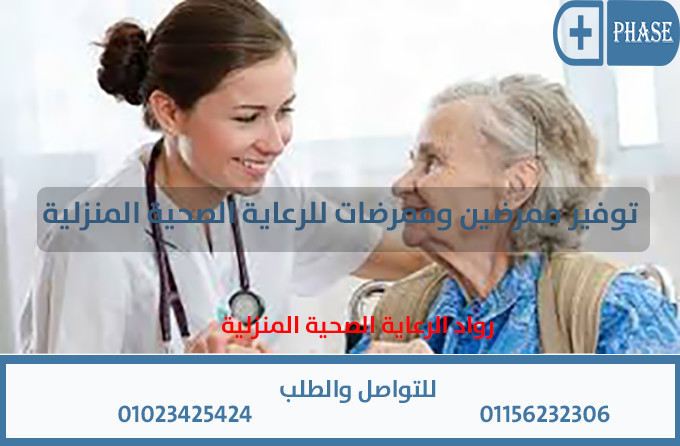 PHASE
توفير ممرضين وممرضات للرعاية الصحية المنزلية
رواد الرعاية الصحية المنزلية
للتواصل والطلب
01023425424
01156232306